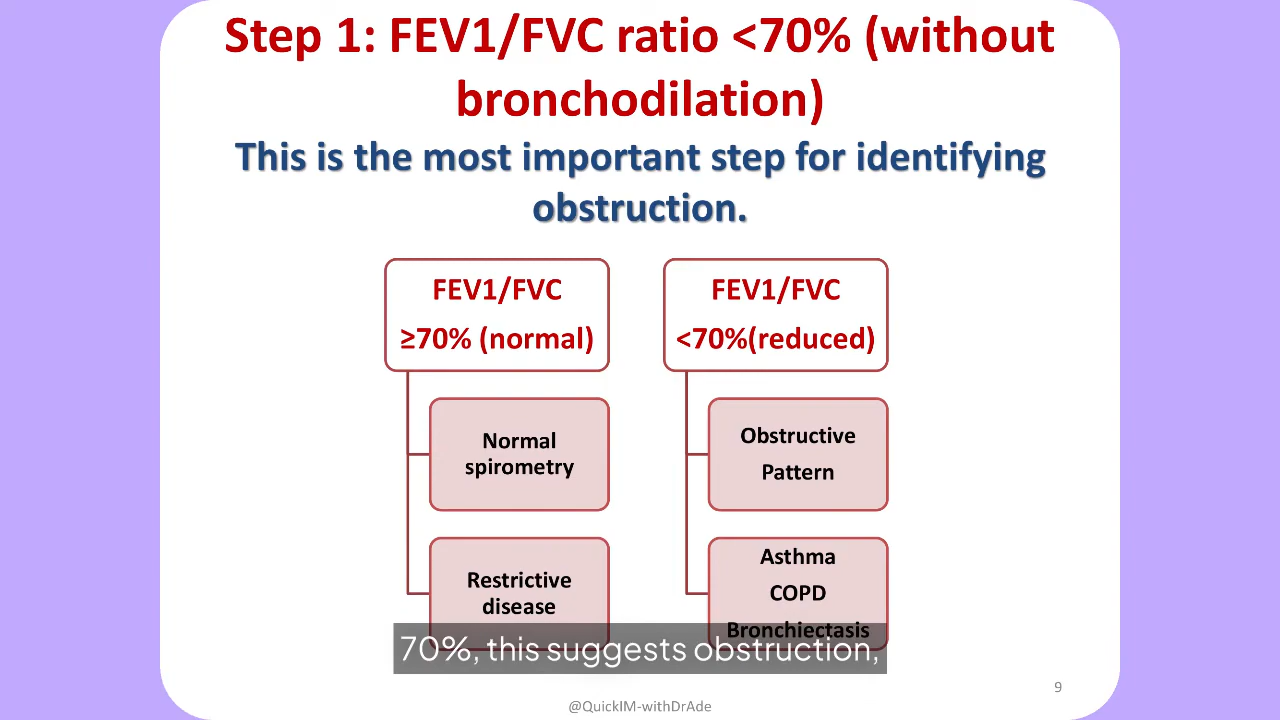 Step 1: FEV1/FVC ratio <70% (without
bronchodilation)
This is the most important step for identifying
obstruction.
FEV1/FVC
≥70% (normal)
Normal
spirometry
Restrictive
disease
FEV1/FVC
<70%(reduced)
Obstructive
Pattern
Asthma
COPD
Bronchiectasis
70%, this suggests obstruction,
9
@QuickIM-withDrAde